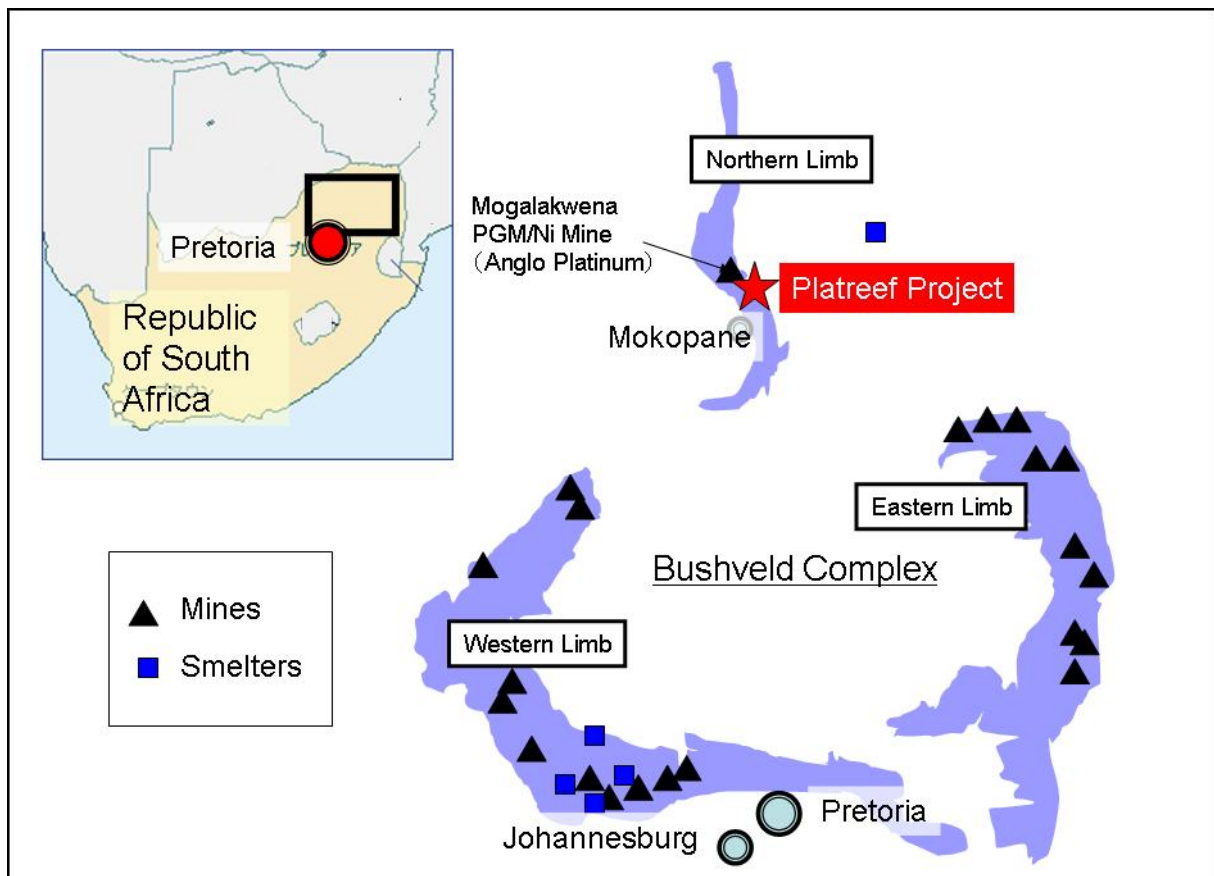 Pretoria
Republic
of South
Africa
Northern Limb
Mogalakwena
PGM/Ni Mine
（Anglo Platinum）
Platreef Project
Mokopane
Eastern Limb
Bushveld Complex
Western Limb
Mines
Smelters
Pretoria
Johannesburg